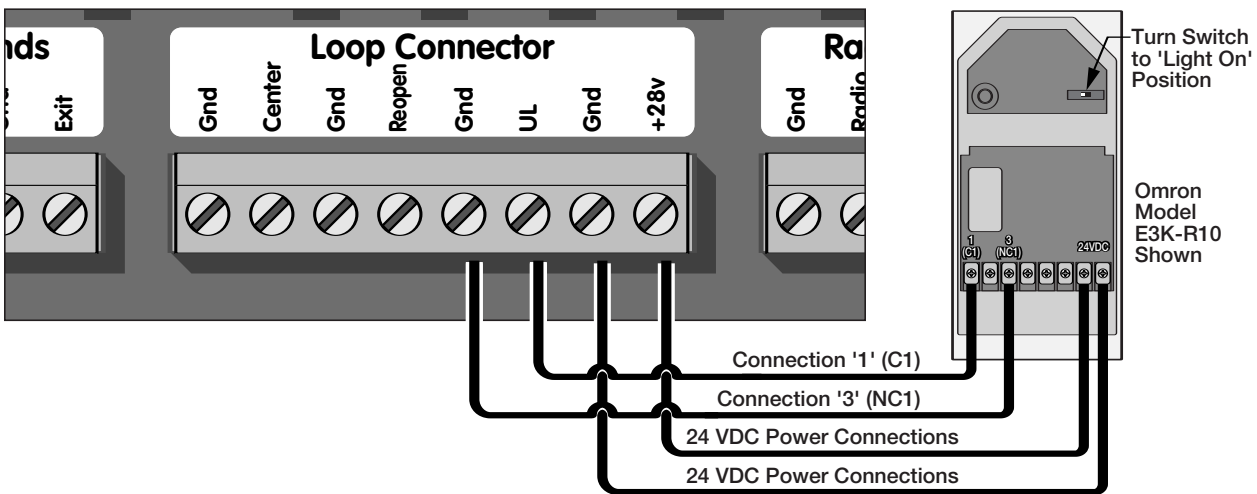 nds
Loop Connector
Ra
Exit
Gnd
Center
Gnd
Reopen
Gnd
UL
Gnd
+28v
Gnd
Radio
Turn Switch
to 'Light On'
Position
Omron
Model
E3K-R10
Shown
1
(C1)
3
(NC1)
24VDC
Connection '1' (C1)
Connection '3' (NC1)
24 VDC Power Connections
24 VDC Power Connections